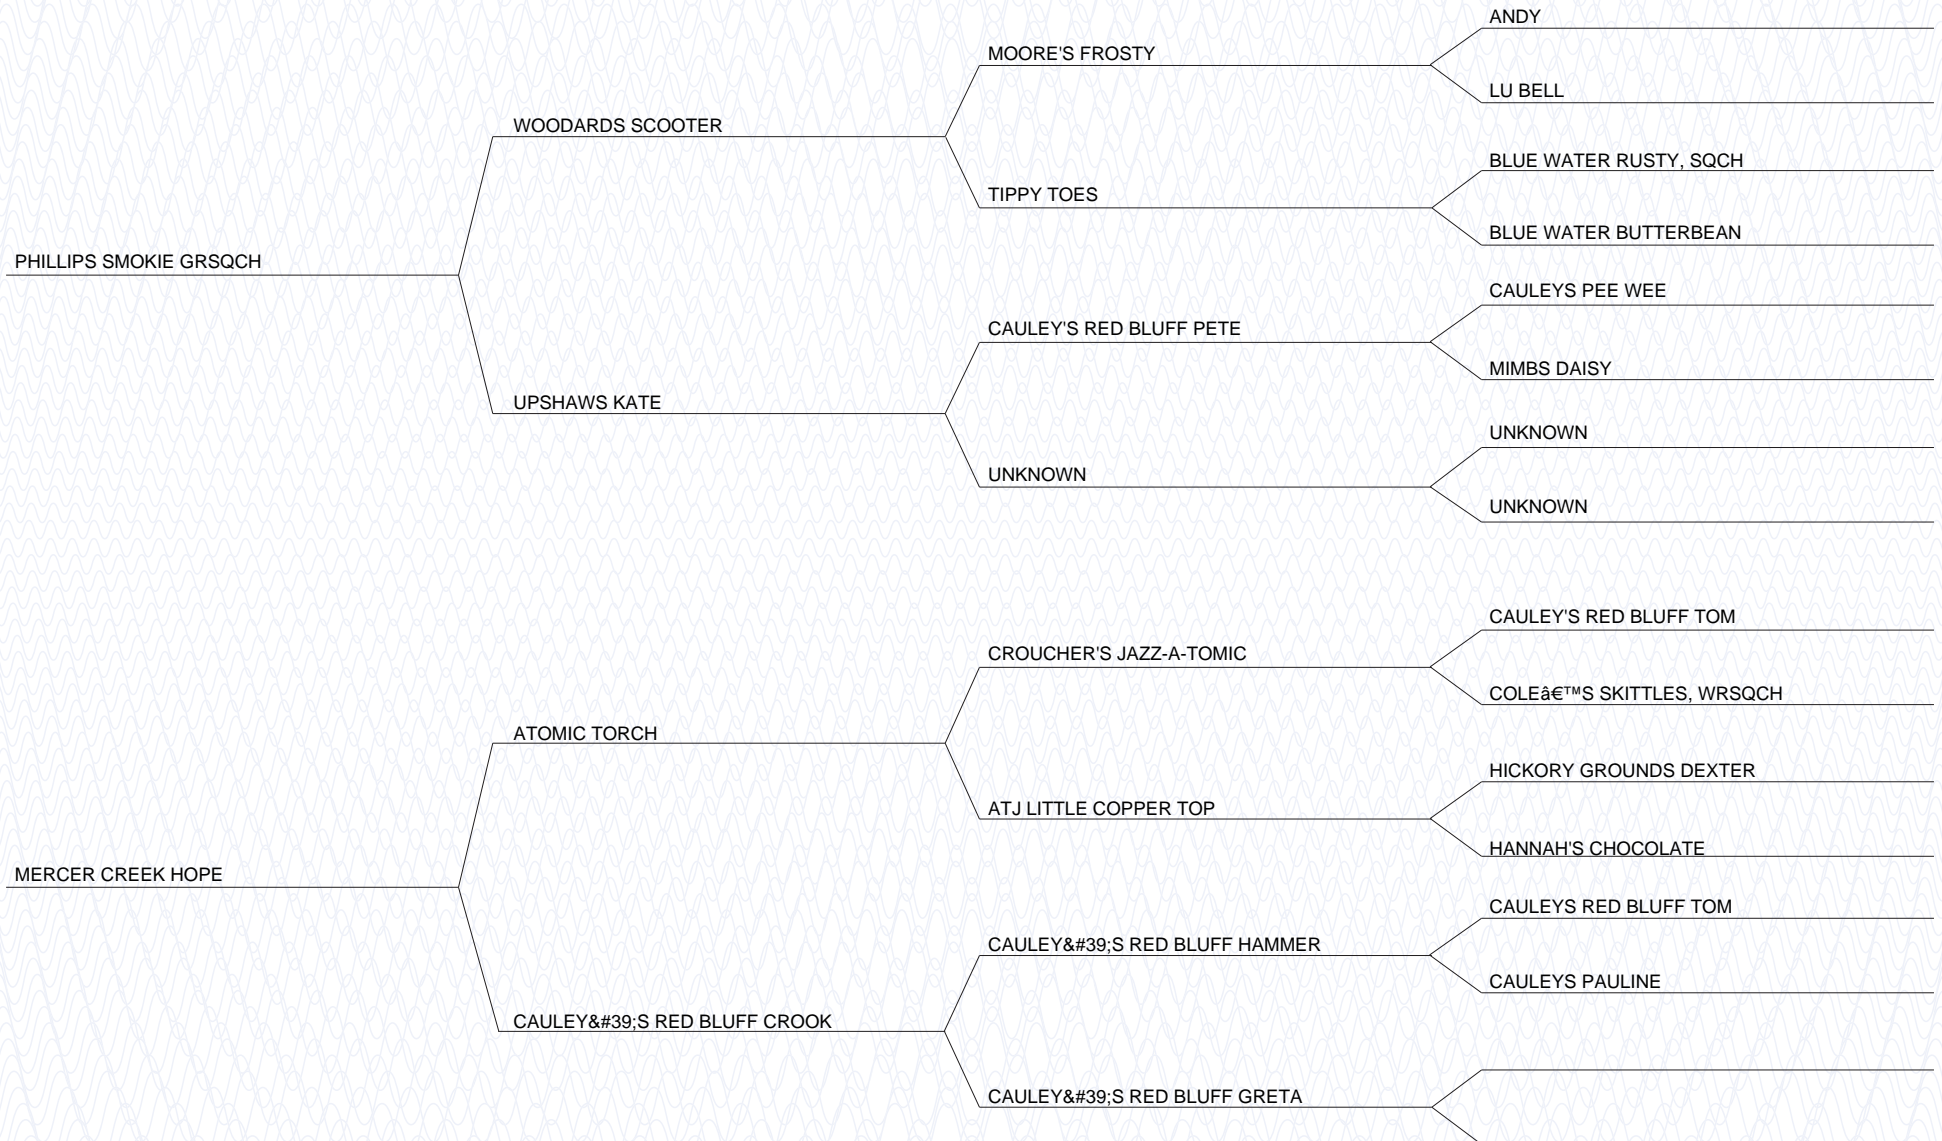 ANDY
MOORE'S FROSTY
LU BELL
WOODARDS SCOOTER
BLUE WATER RUSTY, SQCH
TIPPY TOES
BLUE WATER BUTTERBEAN
PHILLIPS SMOKIE GRSQCH
CAULEYS PEE WEE
CAULEY'S RED BLUFF PETE
MIMBS DAISY
UPSHAWS KATE
UNKNOWN
UNKNOWN
UNKNOWN
CAULEY'S RED BLUFF TOM
CROUCHER'S JAZZ-A-TOMIC
COLEâ€™S SKITTLES, WRSQCH
ATOMIC TORCH
HICKORY GROUNDS DEXTER
ATJ LITTLE COPPER TOP
HANNAH'S CHOCOLATE
MERCER CREEK HOPE
CAULEYS RED BLUFF TOM
CAULEY&#39;S RED BLUFF HAMMER
CAULEYS PAULINE
CAULEY&#39;S RED BLUFF CROOK
CAULEY&#39;S RED BLUFF GRETA